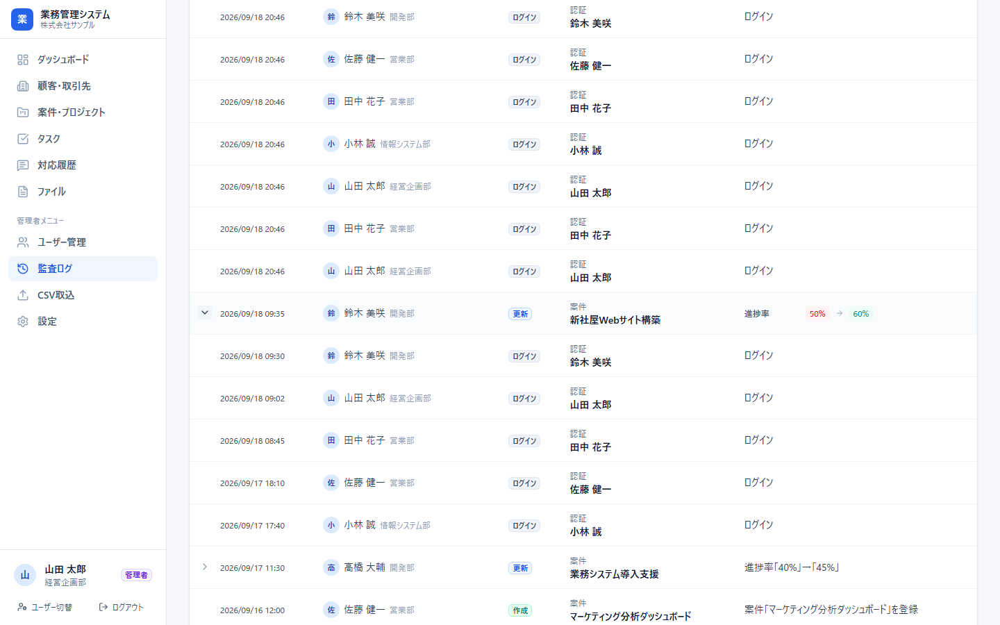 業
業務管理システム
株式会社サンプル
ダッシュボード
顧客・取引先
案件・プロジェクト
タスク
対応履歴
ファイル
管理者メニュー
ユーザー管理
監査ログ
CSV取込
設定
山
山田 太郎
経営企画部
管理者
ユーザー切替
ログアウト
2026/09/18 20:46 鈴 鈴木 美咲 開発部 ログイン 認証 鈴木 美咲 ログイン
2026/09/18 20:46 佐 佐藤 健一 営業部 ログイン 認証 佐藤 健一 ログイン
2026/09/18 20:46 田 田中 花子 営業部 ログイン 認証 田中 花子 ログイン
2026/09/18 20:46 小 小林 誠 情報システム部 ログイン 認証 小林 誠 ログイン
2026/09/18 20:46 山 山田 太郎 経営企画部 ログイン 認証 山田 太郎 ログイン
2026/09/18 20:46 田 田中 花子 営業部 ログイン 認証 田中 花子 ログイン
2026/09/18 20:46 山 山田 太郎 経営企画部 ログイン 認証 山田 太郎 ログイン
2026/09/18 09:35 鈴 鈴木 美咲 開発部 更新 案件 新社屋Webサイト構築 進捗率 50% → 60%
2026/09/18 09:30 鈴 鈴木 美咲 開発部 ログイン 認証 鈴木 美咲 ログイン
2026/09/18 09:02 山 山田 太郎 経営企画部 ログイン 認証 山田 太郎 ログイン
2026/09/18 08:45 田 田中 花子 営業部 ログイン 認証 田中 花子 ログイン
2026/09/17 18:10 佐 佐藤 健一 営業部 ログイン 認証 佐藤 健一 ログイン
2026/09/17 17:40 小 小林 誠 情報システム部 ログイン 認証 小林 誠 ログイン
2026/09/17 11:30 高 高橋 大輔 開発部 更新 案件 業務システム導入支援 進捗率「40%」→「45%」
2026/09/16 12:00 佐 佐藤 健一 営業部 作成 案件 マーケティング分析ダッシュボード 案件「マーケティング分析ダッシュボード」を登録